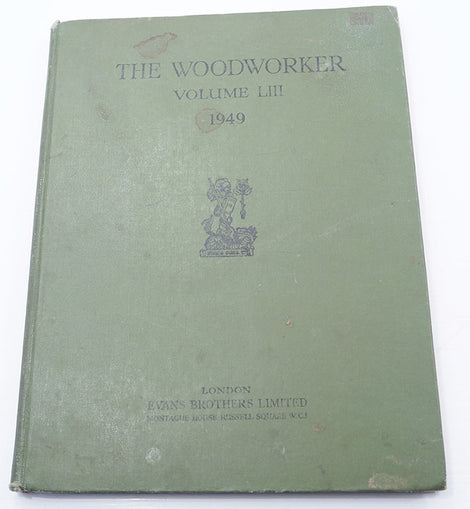 THE WOODWORKER
VOLUME LIII
1949
LONDON
EVANS BROTHERS LIMITED
MONTAGUE HOUSE RUSSELL SQUARE W.C.1